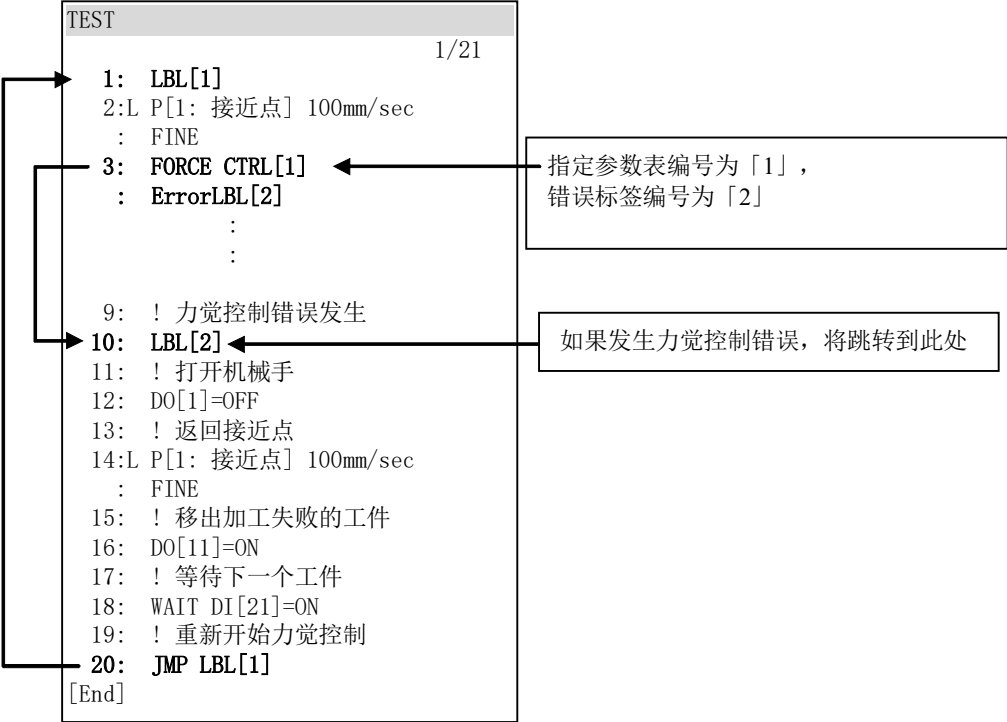 TEST
1/21
1: LBL[1]
2:L P[1: 接近点] 100mm/sec
: FINE
3: FORCE CTRL[1]
: ErrorLBL[2]
:
:
9: ! 力觉控制错误发生
10: LBL[2]
11: ! 打开机械手
12: DO[1]=OFF
13: ! 返回接近点
14:L P[1: 接近点] 100mm/sec
: FINE
15: ! 移出加工失败的工件
16: DO[11]=ON
17: ! 等待下一个工件
18: WAIT DI[21]=ON
19: ! 重新开始力觉控制
20: JMP LBL[1]
[End]
指定参数表编号为「1」，
错误标签编号为「2」
如果发生力觉控制错误，将跳转到此处